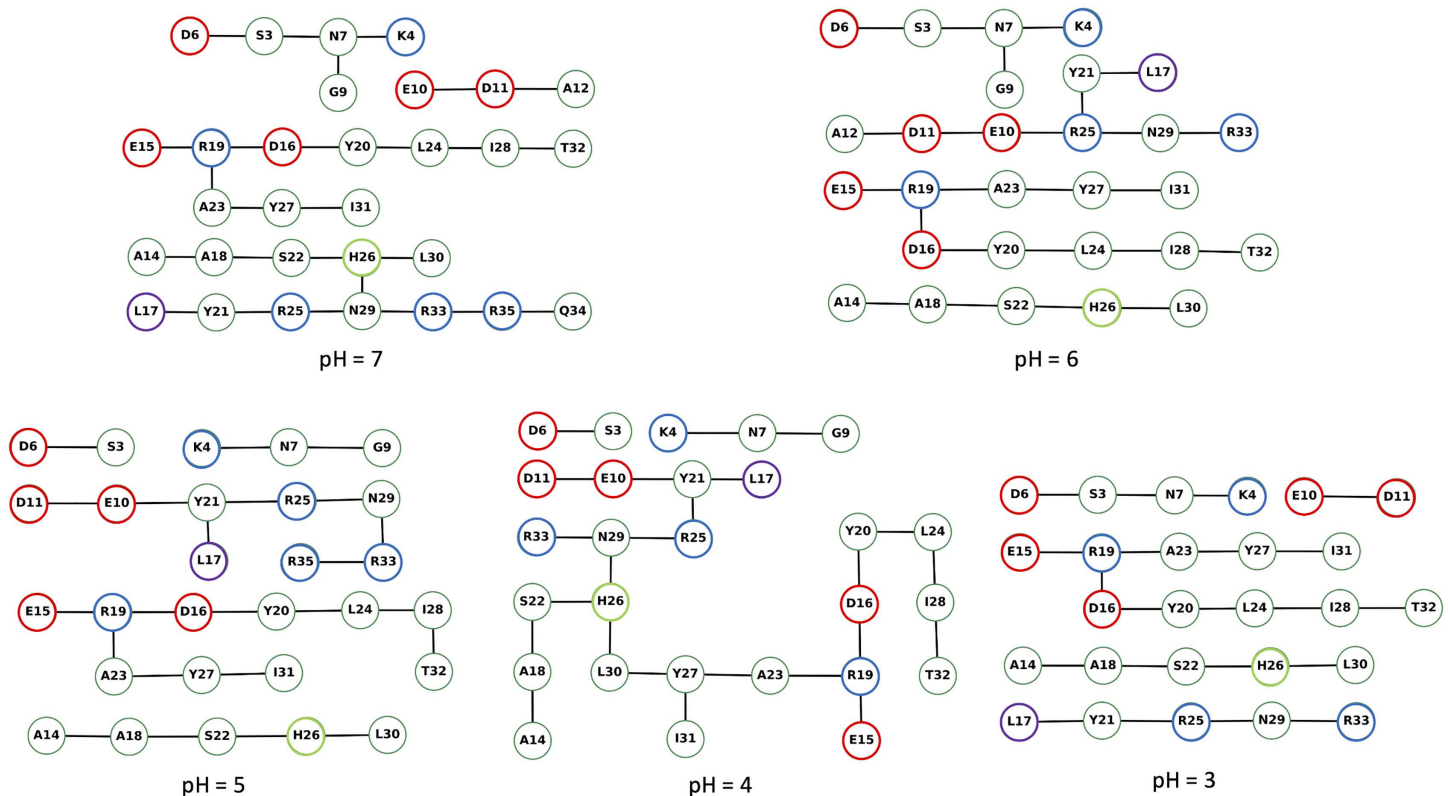 D6 S3 N7 K4
G9
E10 D11 A12
E15 R19 D16 Y20 L24 I28 T32
A23 Y27 I31
A14 A18 S22 H26 L30
L17 Y21 R25 N29 R33 R35 Q34
pH = 7
D6 S3 N7 K4
Y21 L17
G9
A12 D11 E10 R25 N29 R33
E15 R19 A23 Y27 I31
D16 Y20 L24 I28 T32
A14 A18 S22 H26 L30
pH = 6
D6 S3 K4 N7 G9
D11 E10 Y21 R25 N29
L17 R35 R33
E15 R19 D16 Y20 L24 I28
A23 Y27 I31 T32
A14 A18 S22 H26 L30
pH = 5
D6 S3 K4 N7 G9
D11 E10 Y21 L17
R33 N29 R25 Y20 L24
S22 H26 D16 I28
A18 L30 Y27 A23 R19 T32
A14 I31 E15
pH = 4
D6 S3 N7 K4 E10 D11
E15 R19 A23 Y27 I31
D16 Y20 L24 I28 T32
A14 A18 S22 H26 L30
L17 Y21 R25 N29 R33
pH = 3